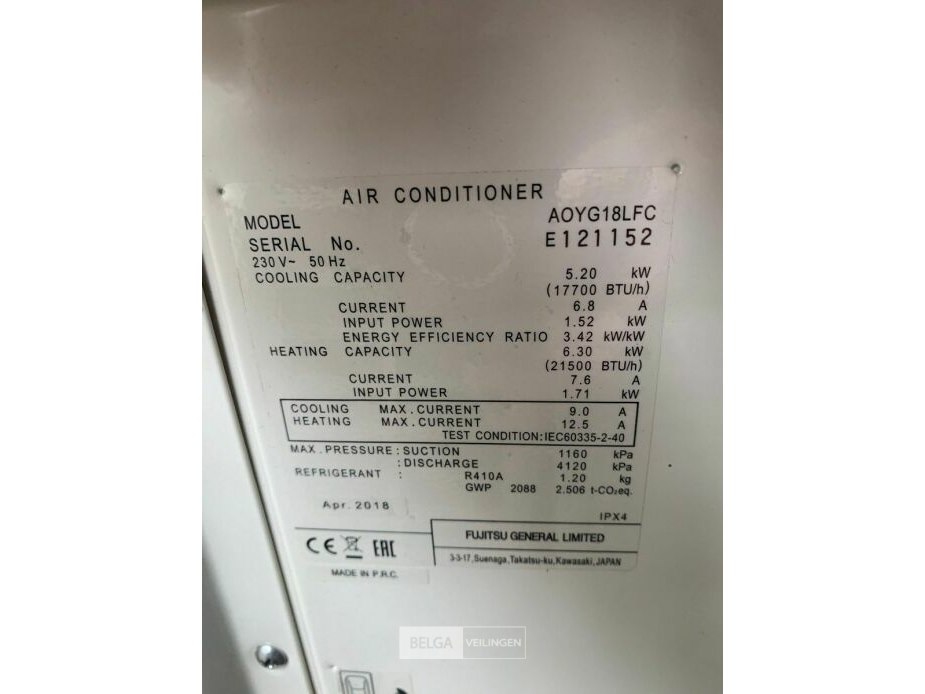 AIR CONDITIONER
MODEL AOYG18LFC
SERIAL No. E121152
230 V~ 50 Hz
COOLING CAPACITY 5.20 kW
(17700 BTU/h)
CURRENT 6.8 A
INPUT POWER 1.52 kW
ENERGY EFFICIENCY RATIO 3.42 kW/kW
HEATING CAPACITY 6.30 kW
(21500 BTU/h)
CURRENT 7.6 A
INPUT POWER 1.71 kW
COOLING MAX.CURRENT 9.0 A
HEATING MAX.CURRENT 12.5 A
TEST CONDITION:IEC60335-2-40
MAX.PRESSURE:SUCTION 1160 kPa
:DISCHARGE 4120 kPa
REFRIGERANT : R410A 1.20 kg
GWP 2088 2.506 t-CO₂eq.
Apr.2018
IPX4
FUJITSU GENERAL LIMITED
CE EAC
3-3-17,Suenaga,Takatsu-ku,Kawasaki,JAPAN
MADE IN P.R.C.
BELGA VEILINGEN